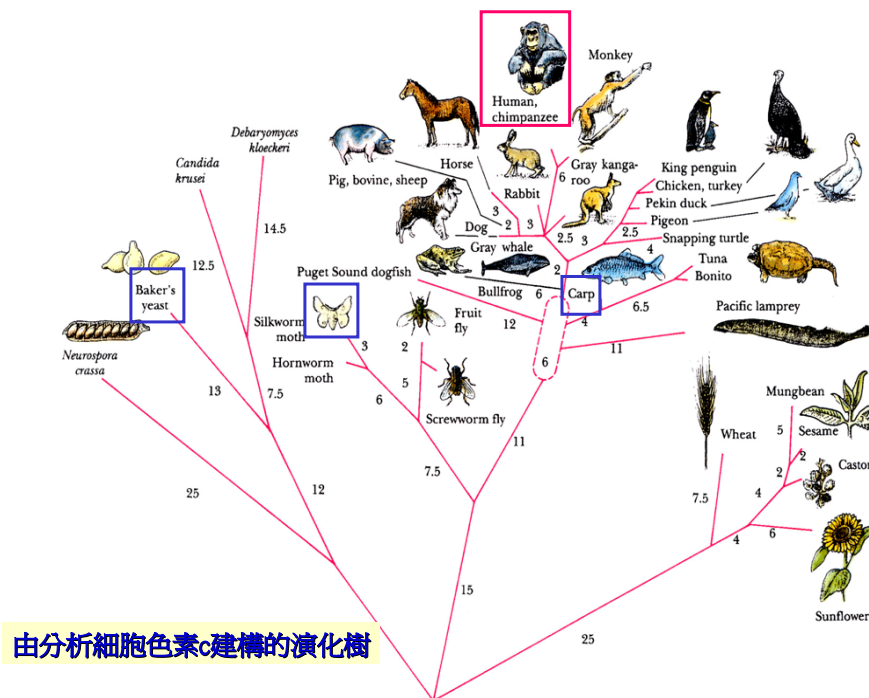 Monkey
Human,
chimpanzee
Debaryomyces
kloeckeri
Candida
krusei
Horse
Pig, bovine, sheep
Rabbit
Gray kanga-
roo
6
King penguin
Chicken, turkey
Pekin duck
Pigeon
3
2
3
Dog
2.5
3
2.5
4
Snapping turtle
14.5
Gray whale
Tuna
Bonito
12.5
Puget Sound dogfish
2
Baker's
yeast
Bullfrog
6
Carp
6.5
Pacific lamprey
Silkworm
moth
Fruit
fly
12
4
Neurospora
crassa
3
2
11
Hornworm
moth
6
13
7.5
6
5
Mungbean
Screwworm fly
5
Sesame
Wheat
11
2
2
Castor
7.5
4
25
12
7.5
4
6
15
Sunflower
25
由分析細胞色素c建構的演化樹